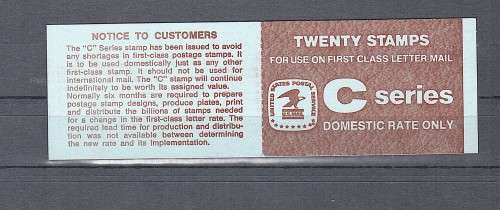 NOTICE TO CUSTOMERS
The "C" Series stamp has been issued to avoid
any shortages in first-class postage stamps. It
is to be used domestically just as any other
first-class stamp. It should not be used for
international mail. The "C" stamp will continue
indefinitely to be worth its assigned value.
Normally six months are required to prepare
postage stamp designs, produce plates, print
and distribute the billions of stamps needed
for a change in the first-class letter rate. The
required lead time for production and distribu-
tion was not available between determining
the new rate and its implementation.
TWENTY STAMPS
FOR USE ON FIRST CLASS LETTER MAIL
UNITED STATES POSTAL SERVICE
U.S. MAIL
C series
DOMESTIC RATE ONLY